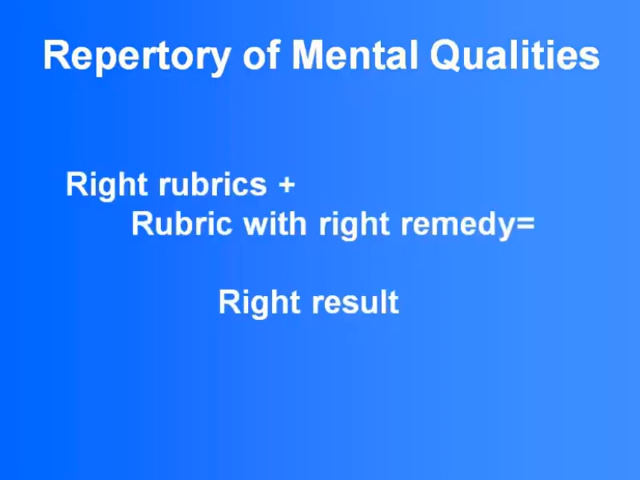 Repertory of Mental Qualities
Right rubrics +
Rubric with right remedy=
Right result